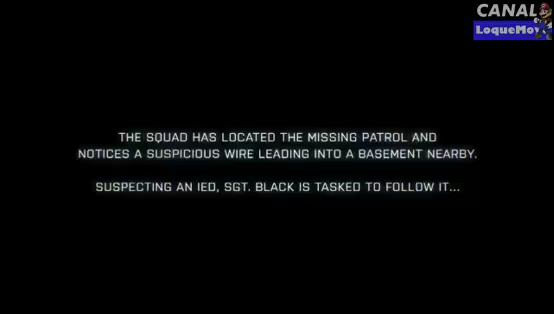 CANAL
LoqueMov
THE SQUAD HAS LOCATED THE MISSING PATROL AND
NOTICES A SUSPICIOUS WIRE LEADING INTO A BASEMENT NEARBY.
SUSPECTING AN IED, SGT. BLACK IS TASKED TO FOLLOW IT...